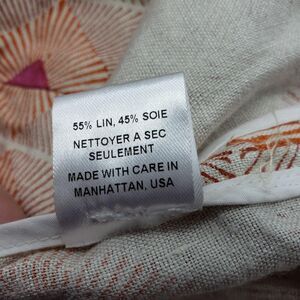 55% LIN, 45% SOIE
NETTOYER A SEC
SEULEMENT
MADE WITH CARE IN
MANHATTAN, USA